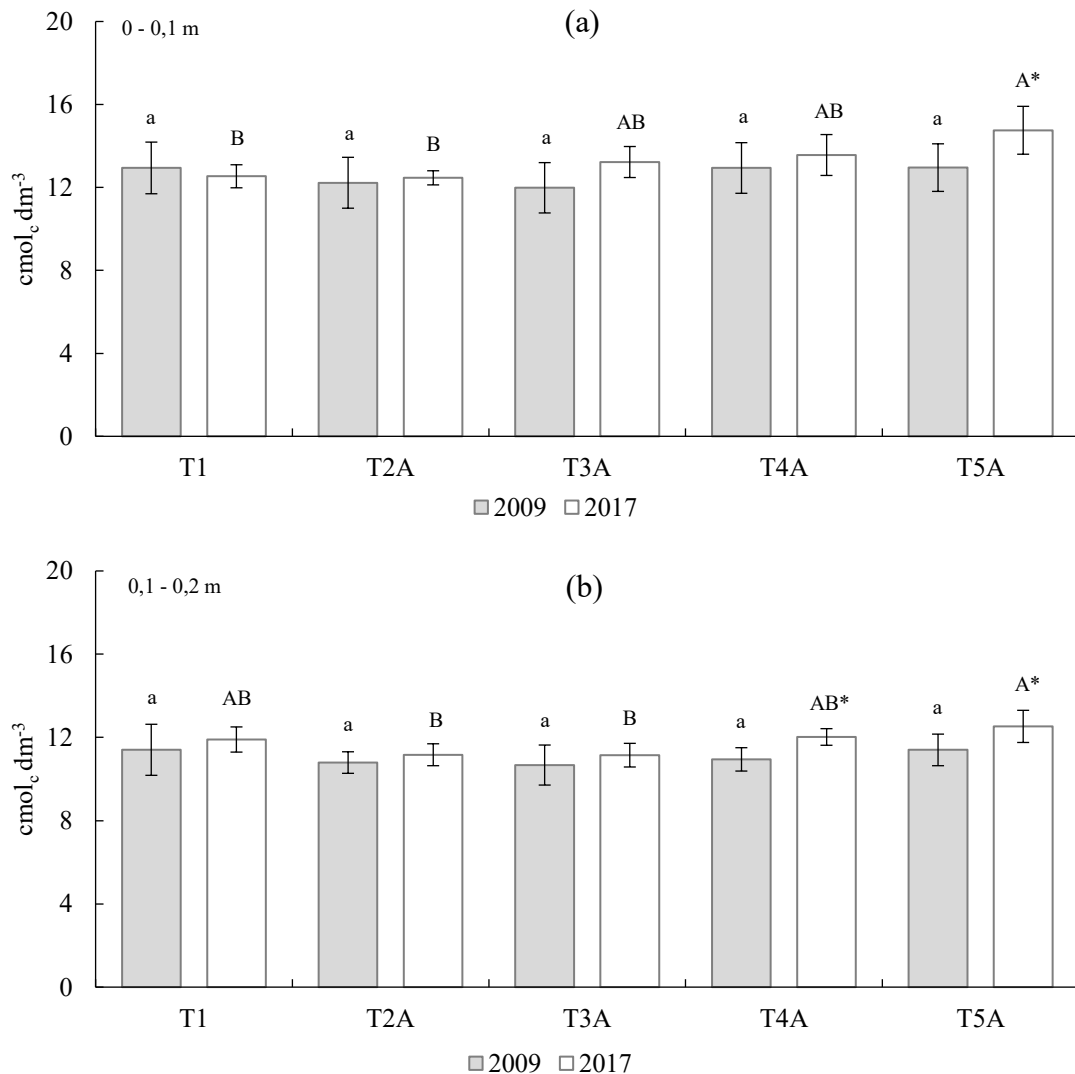 (a)
0 - 0,1 m
20
16
12
8
4
0
cmolc dm-3
a B a B a AB a AB a A*
T1 T2A T3A T4A T5A
2009 2017
(b)
0,1 - 0,2 m
20
16
12
8
4
0
cmolc dm-3
a AB a B a B a AB* a A*
T1 T2A T3A T4A T5A
2009 2017